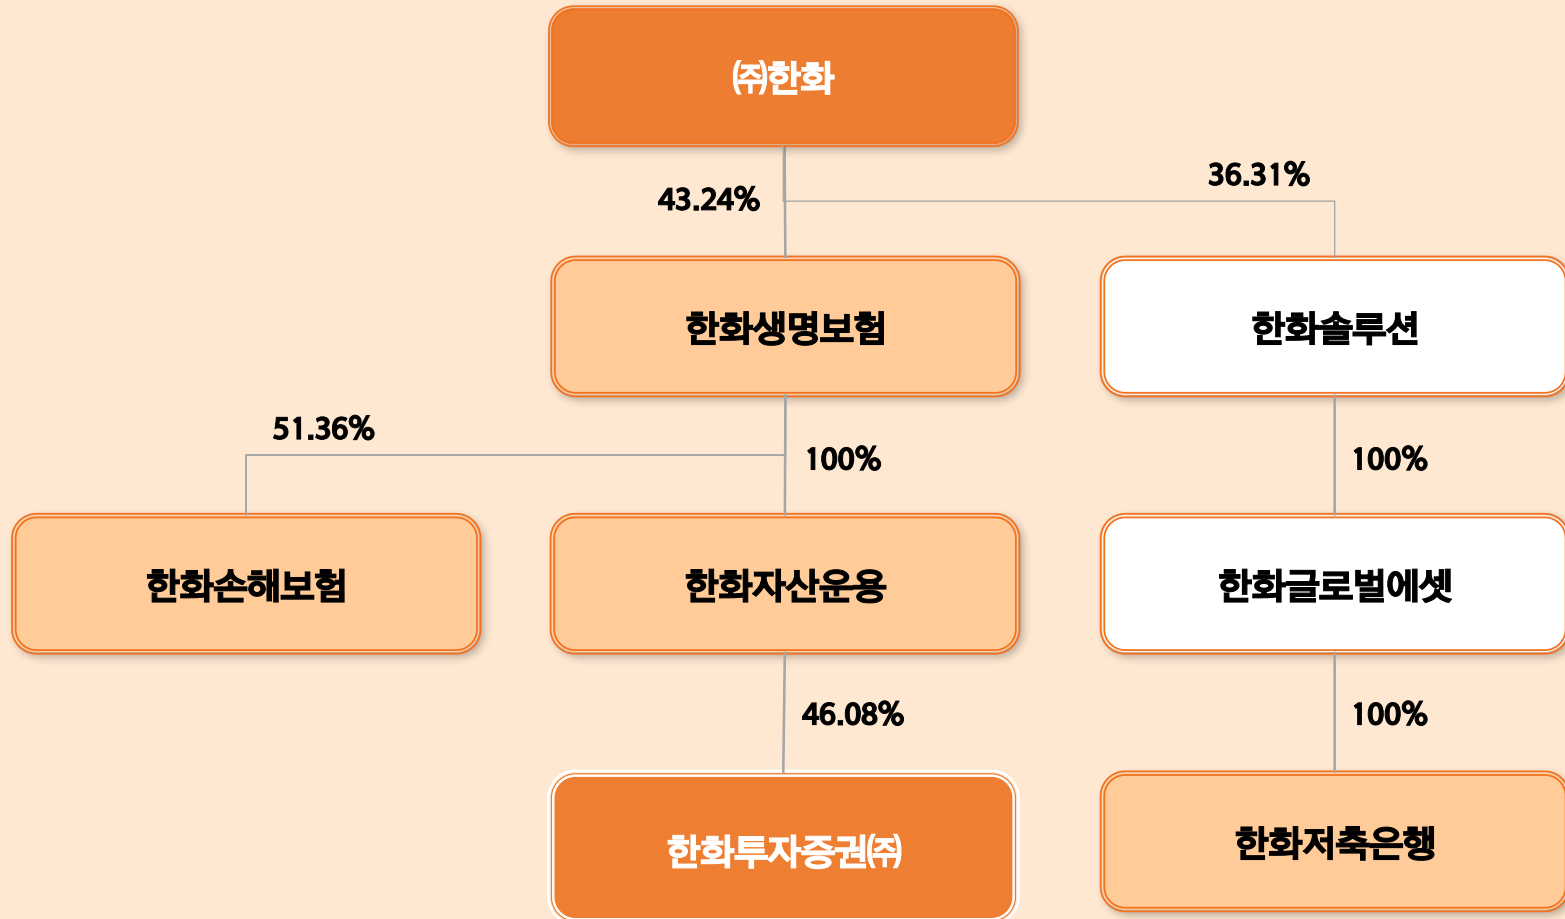 ㈜한화
43.24%
36.31%
한화생명보험
한화솔루션
51.36%
100%
100%
한화손해보험
한화자산운용
한화글로벌에셋
46.08%
100%
한화투자증권㈜
한화저축은행